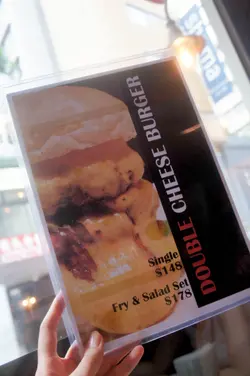 DOUBLE CHEESE BURGER
Single
$148
Fry & Salad Set
$178